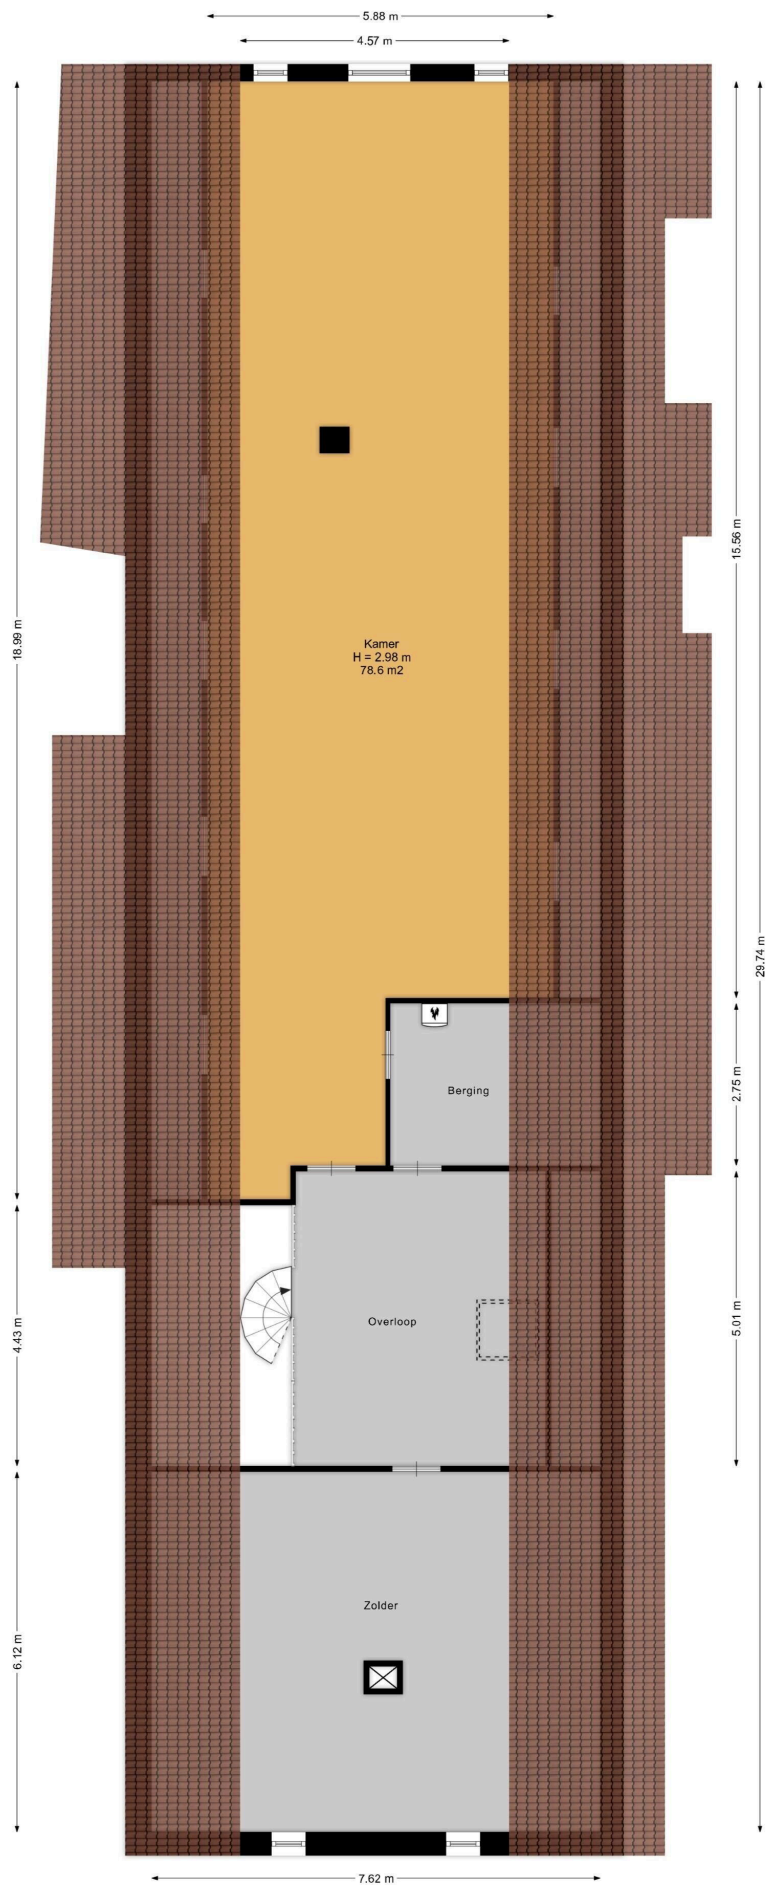 5.88 m
4.57 m
15.56 m
18.99 m
Kamer
H = 2.98 m
78.6 m2
29.74 m
2.75 m
Berging
5.01 m
4.43 m
Overloop
Zolder
6.12 m
7.62 m